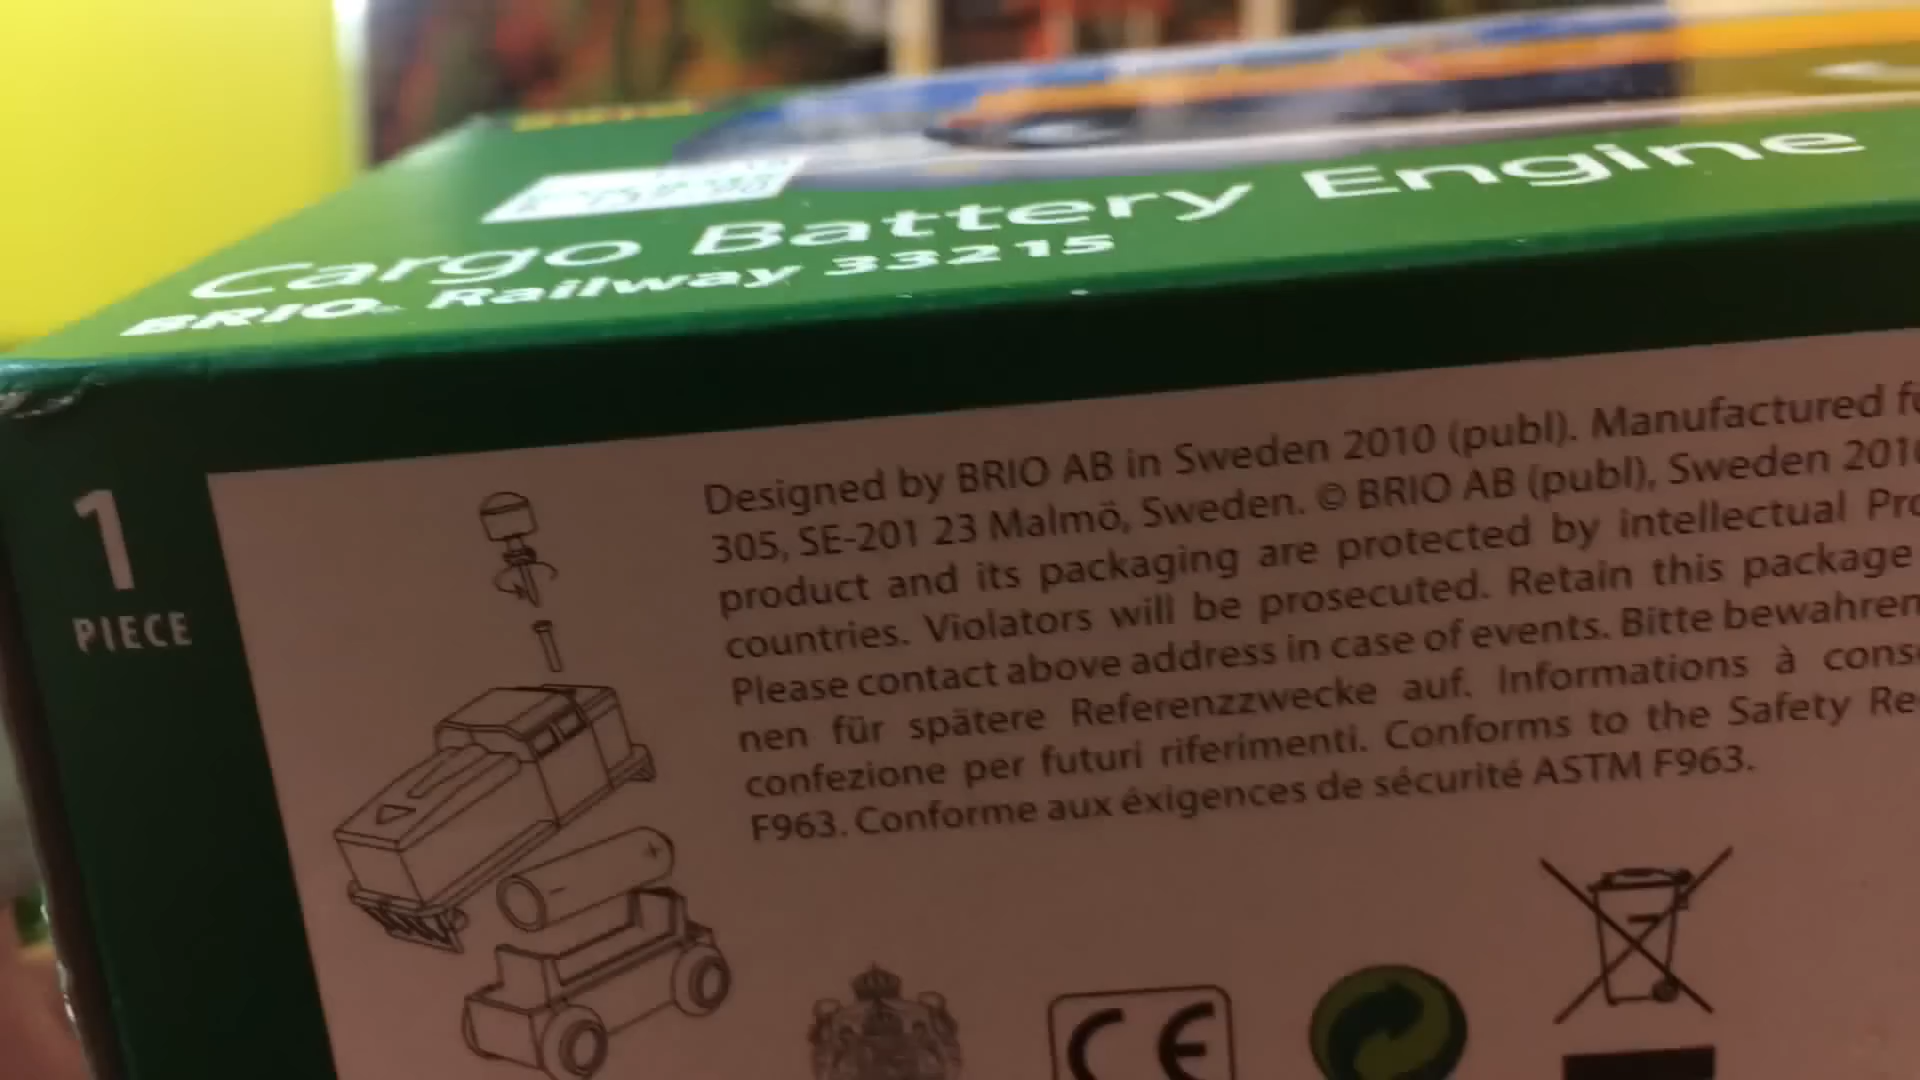 Cargo Battery Engine
BRIO® Railway 33215
1
PIECE
Designed by BRIO AB in Sweden 2010 (publ). Manufactured
305, SE-201 23 Malmö, Sweden. © BRIO AB (publ), Sweden 2010
product and its packaging are protected by intellectual
countries. Violators will be prosecuted. Retain this package
Please contact above address in case of events. Bitte bewahren
nen für spätere Referenzzwecke auf. Informations à
confezione per futuri riferimenti. Conforms to the Safety
F963. Conforme aux éxigences de sécurité ASTM F963.
+
-
CE